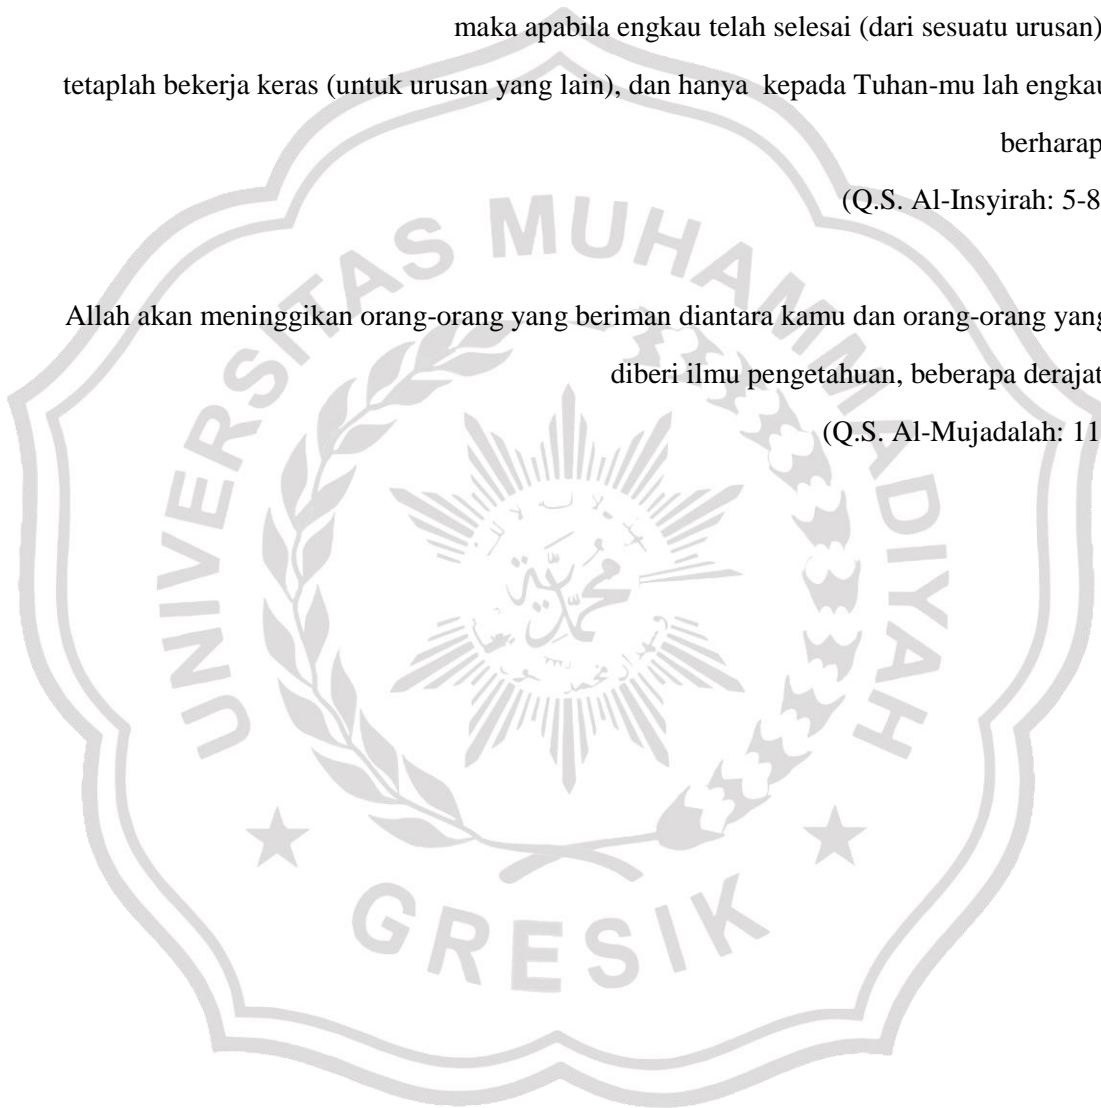 maka apabila engkau telah selesai (dari sesuatu urusan)
tetaplah bekerja keras (untuk urusan yang lain), dan hanya kepada Tuhan-mu lah engkau
berharap
(Q.S. Al-Insyirah: 5-8
Allah akan meninggikan orang-orang yang beriman diantara kamu dan orang-orang yang
diberi ilmu pengetahuan, beberapa derajat
(Q.S. Al-Mujadalah: 11
UNIVERSITAS MUHAMMADIYAH
GRESIK
محمدية